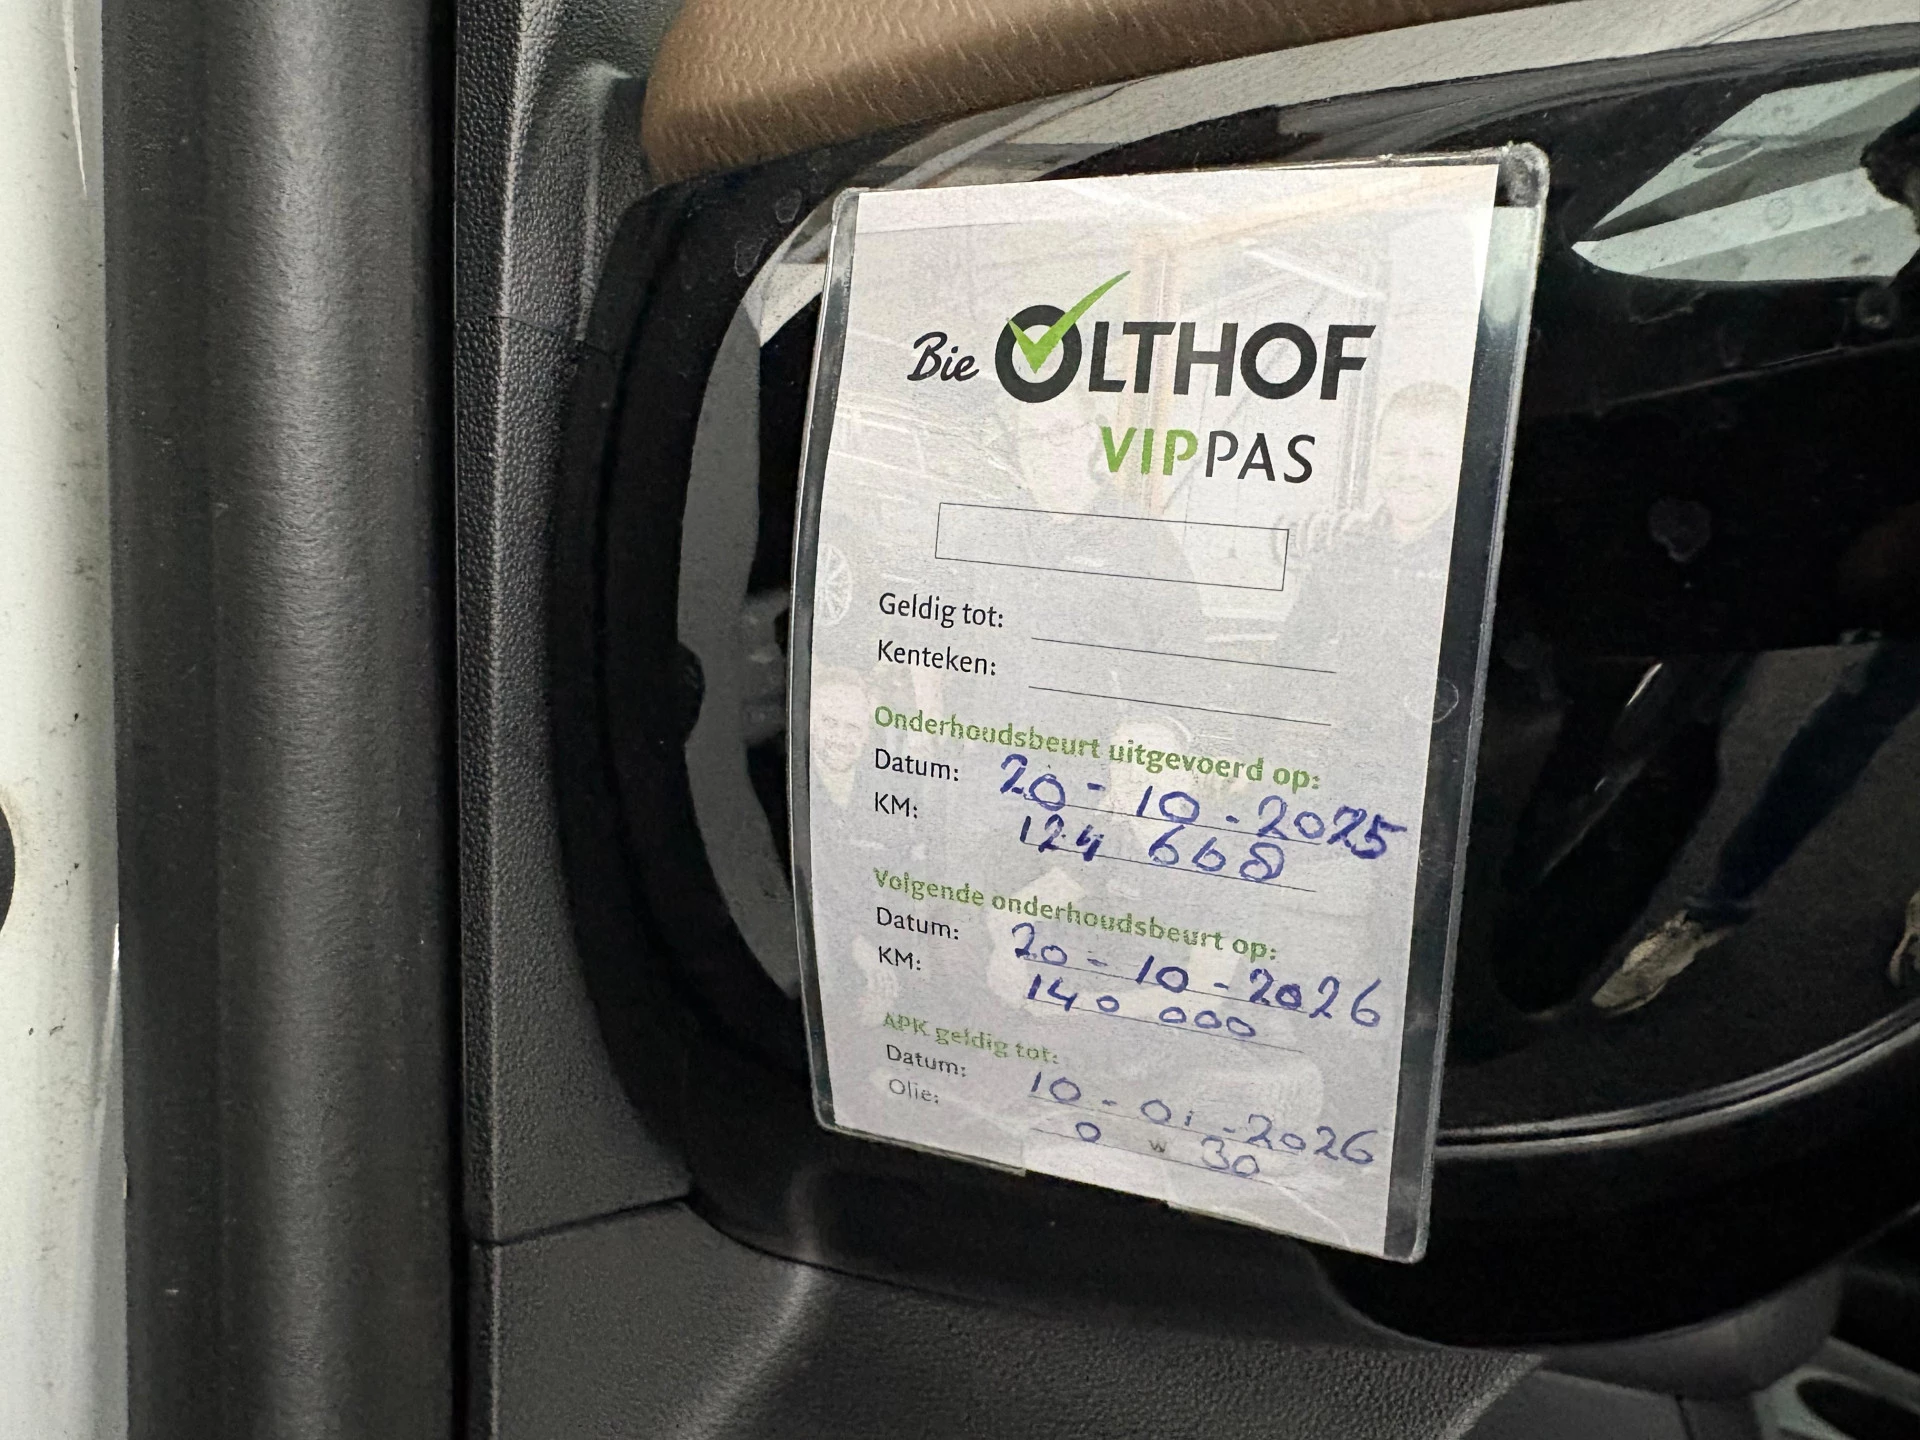 Bie OLTHOF
VIPPAS
Geldig tot:
Kenteken:
Onderhoudsbeurt uitgevoerd op:
Datum: 20-10-2025
KM: 124 668
Volgende onderhoudsbeurt op:
Datum: 20-10-2026
KM: 140 000
APK geldig tot:
Datum: 10-01-2026
Olie: 0 w 30